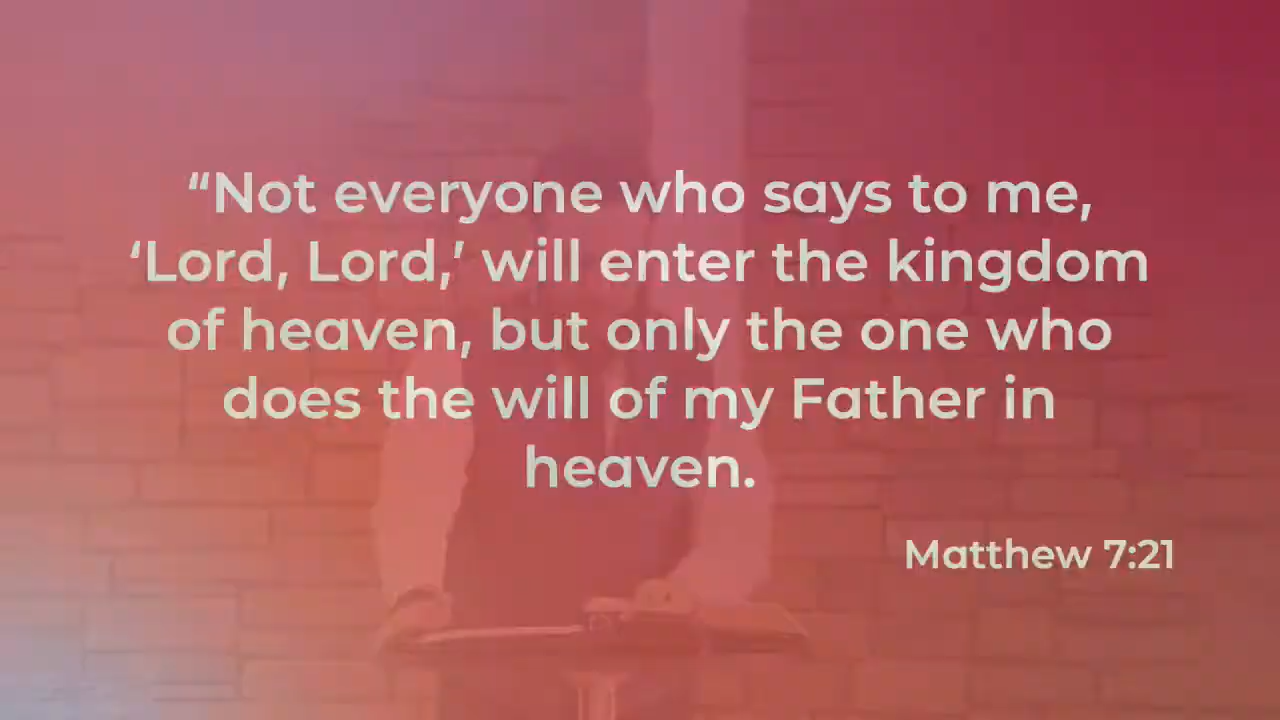 “Not everyone who says to me,
‘Lord, Lord,’ will enter the kingdom
of heaven, but only the one who
does the will of my Father in
heaven.
Matthew 7:21